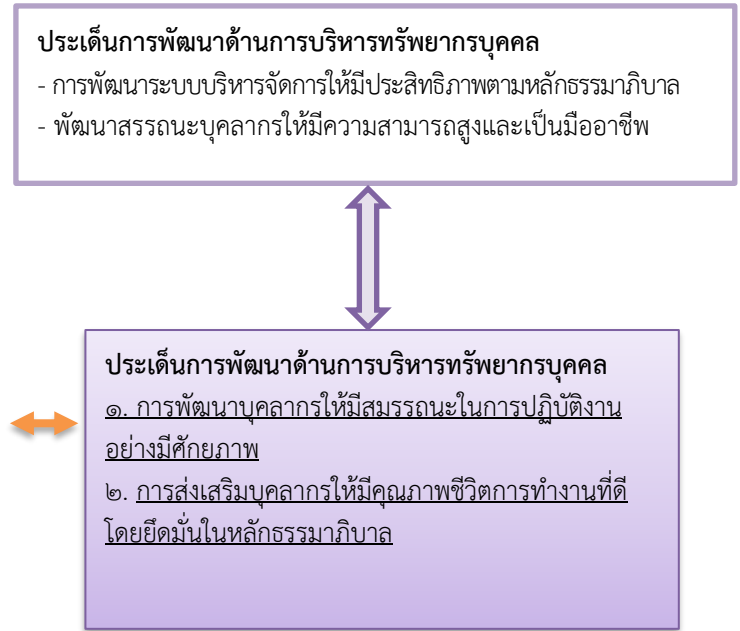 ประเด็นการพัฒนาด้านการบริหารทรัพยากรบุคคล
- การพัฒนาระบบบริหารจัดการให้มีประสิทธิภาพตามหลักธรรมาภิบาล
- พัฒนาสรรถนะบุคลากรให้มีความสามารถสูงและเป็นมืออาชีพ
ประเด็นการพัฒนาด้านการบริหารทรัพยากรบุคคล
๑. การพัฒนาบุคลากรให้มีสมรรถนะในการปฏิบัติงาน
อย่างมีศักยภาพ
๒. การส่งเสริมบุคลากรให้มีคุณภาพชีวิตการทำงานที่ดี
โดยยึดมั่นในหลักธรรมาภิบาล